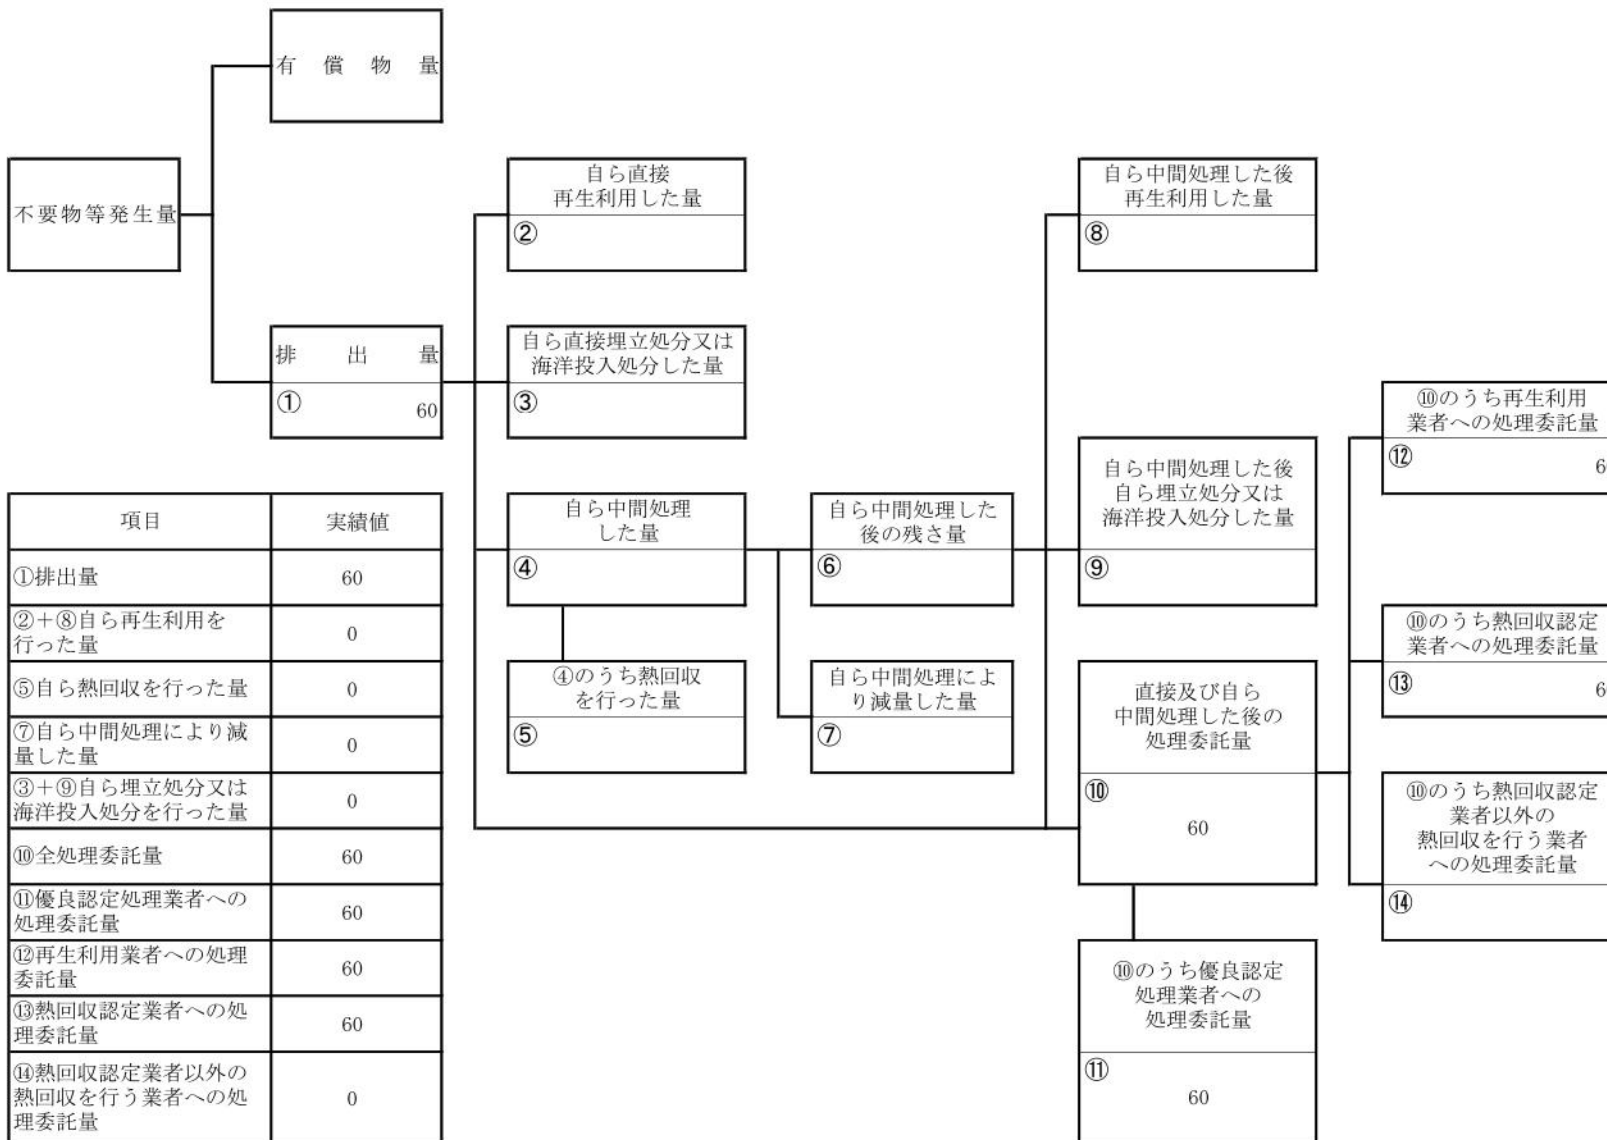 有償物量
不要物等発生量
自ら直接
再生利用した量
②
自ら中間処理した後
再生利用した量
⑧
排出量
①
60
自ら直接埋立処分又は
海洋投入処分した量
③
⑩のうち再生利用
業者への処理委託量
⑫
自ら中間処理した後
自ら埋立処分又は
海洋投入処分した量
⑨
自ら中間処理
した量
④
自ら中間処理した
後の残さ量
⑥
④のうち熱回収
を行った量
⑤
自ら中間処理によ
り減量した量
⑦
直接及び自ら
中間処理した後の
処理委託量
⑩
60
⑩のうち熱回収認定
業者への処理委託量
⑬
⑩のうち熱回収認定
業者以外の
熱回収を行う業者
への処理委託量
⑭
⑩のうち優良認定
処理業者への
処理委託量
⑪
60
項目 実績値
①排出量 60
②+⑧自ら再生利用を
行った量 0
⑤自ら熱回収を行った量 0
⑦自ら中間処理により減
量した量 0
③+⑨自ら埋立処分又は
海洋投入処分を行った量 0
⑩全処理委託量 60
⑪優良認定処理業者への
処理委託量 60
⑫再生利用業者への処理
委託量 60
⑬熱回収認定業者への処
理委託量 60
⑭熱回収認定業者以外の
熱回収を行う業者への処
理委託量 0